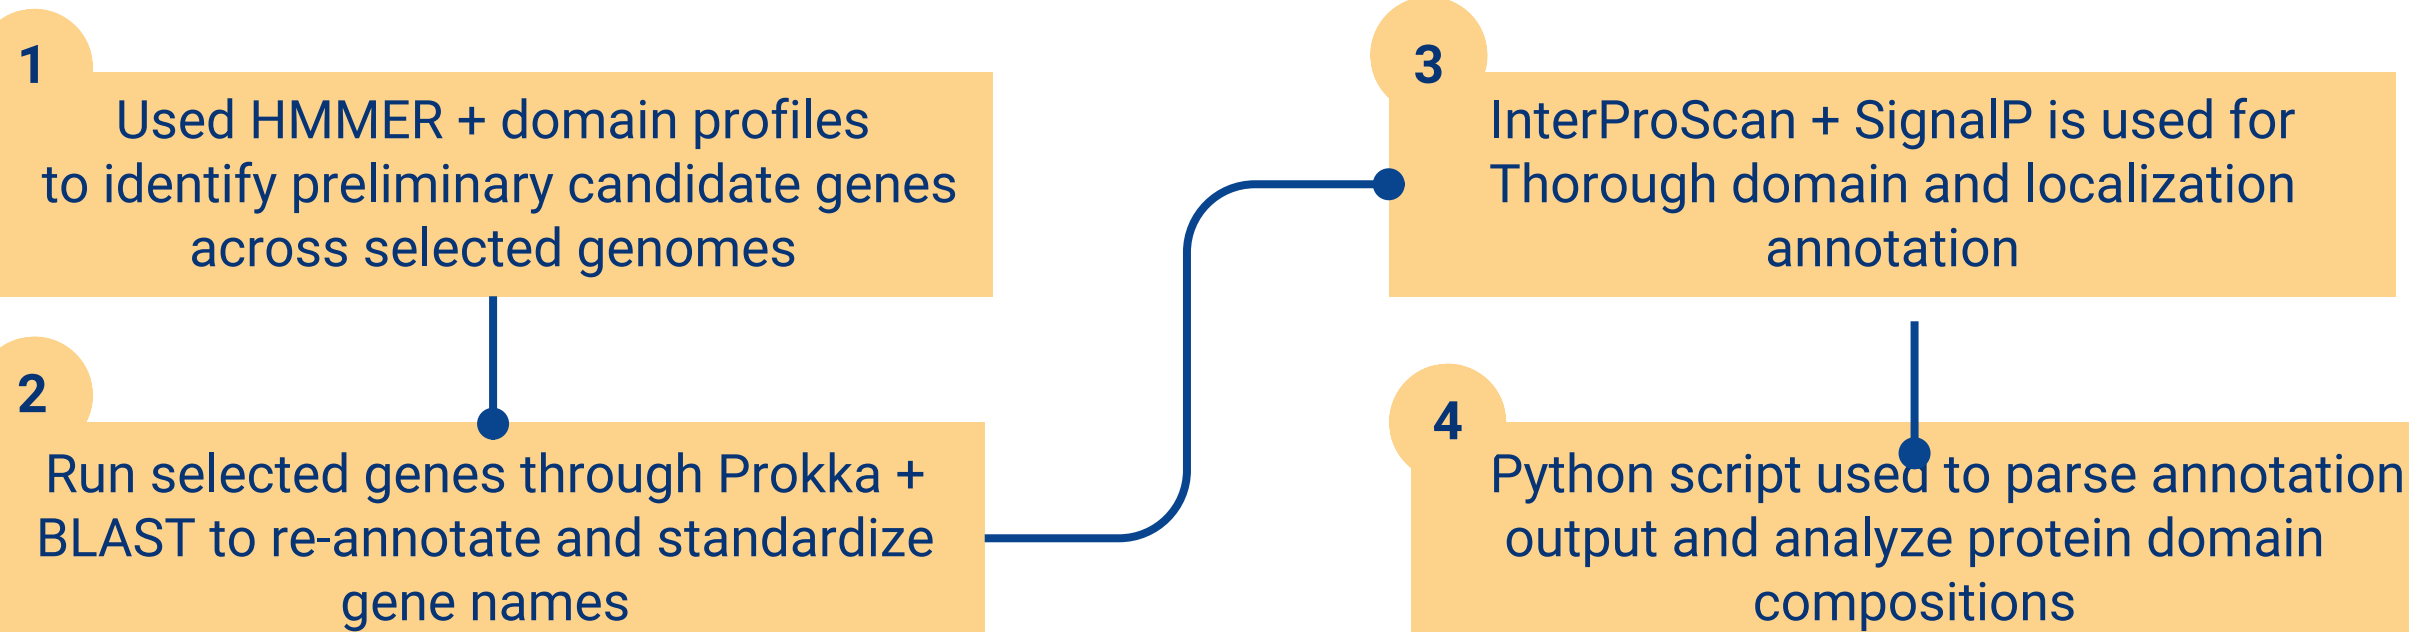 1
Used HMMER + domain profiles
to identify preliminary candidate genes
across selected genomes
2
Run selected genes through Prokka +
BLAST to re-annotate and standardize
gene names
3
InterProScan + SignalP is used for
Thorough domain and localization
annotation
4
Python script used to parse annotation
output and analyze protein domain
compositions